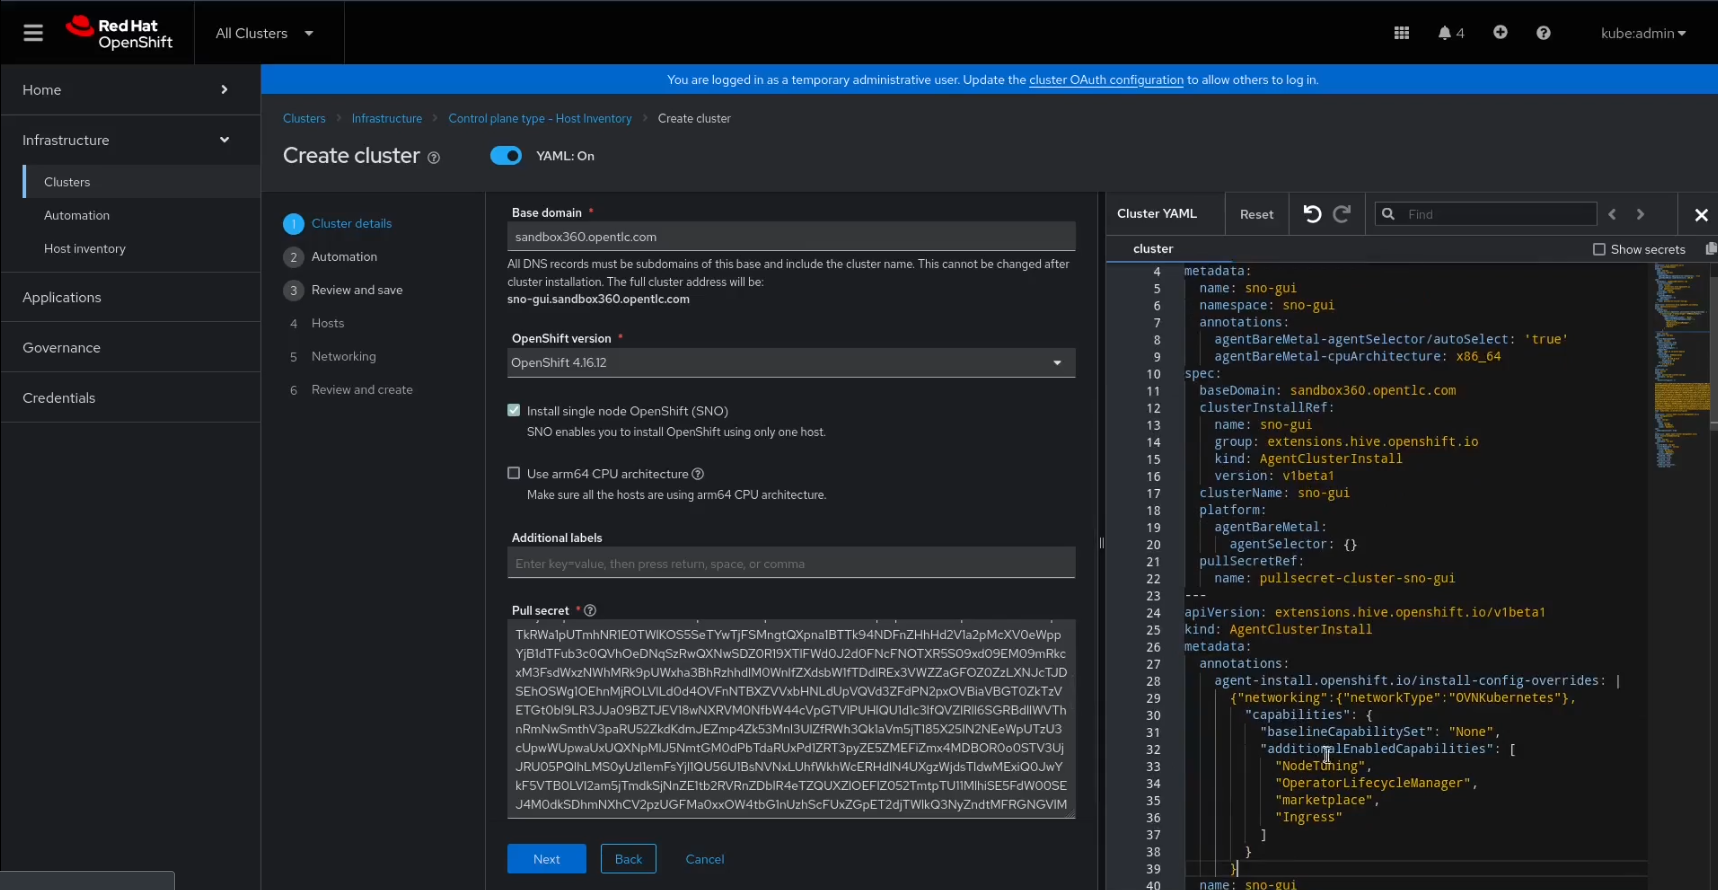 Red Hat
OpenShift
All Clusters
4
kube:admin
You are logged in as a temporary administrative user. Update the cluster OAuth configuration to allow others to log in.
Home
Infrastructure
Clusters
Automation
Host inventory
Applications
Governance
Credentials
Clusters > Infrastructure > Control plane type - Host Inventory > Create cluster
Create cluster
YAML: On
1 Cluster details
2 Automation
3 Review and save
4 Hosts
5 Networking
6 Review and create
Base domain *
sandbox360.opentlc.com
All DNS records must be subdomains of this base and include the cluster name. This cannot be changed after
cluster installation. The full cluster address will be:
sno-gui.sandbox360.opentlc.com
OpenShift version *
OpenShift 4.16.12
Install single node OpenShift (SNO)
SNO enables you to install OpenShift using only one host.
Use arm64 CPU architecture
Make sure all the hosts are using arm64 CPU architecture.
Additional labels
Enter key=value, then press return, space, or comma
Pull secret *
Next
Back
Cancel
Cluster YAML
Reset
Find
cluster
Show secrets
4 metadata:
5 name: sno-gui
6 namespace: sno-gui
7 annotations:
8 agentBareMetal-agentSelector/autoSelect: 'true'
9 agentBareMetal-cpuArchitecture: x86_64
10 spec:
11 baseDomain: sandbox360.opentlc.com
12 clusterInstallRef:
13 name: sno-gui
14 group: extensions.hive.openshift.io
15 kind: AgentClusterInstall
16 version: v1beta1
17 clusterName: sno-gui
18 platform:
19 agentBareMetal:
20 agentSelector: {}
21 pullSecretRef:
22 name: pullsecret-cluster-sno-gui
23 ---
24 apiVersion: extensions.hive.openshift.io/v1beta1
25 kind: AgentClusterInstall
26 metadata:
27 annotations:
28 agent-install.openshift.io/install-config-overrides: |
29 {"networking":{"networkType":"OVNKubernetes"},
30 "capabilities": {
31 "baselineCapabilitySet": "None",
32 "additionalEnabledCapabilities": [
33 "NodeTuning",
34 "OperatorLifecycleManager",
35 "marketplace",
36 "Ingress"
37 ]
38 }
39 }
40 name: sno-gui